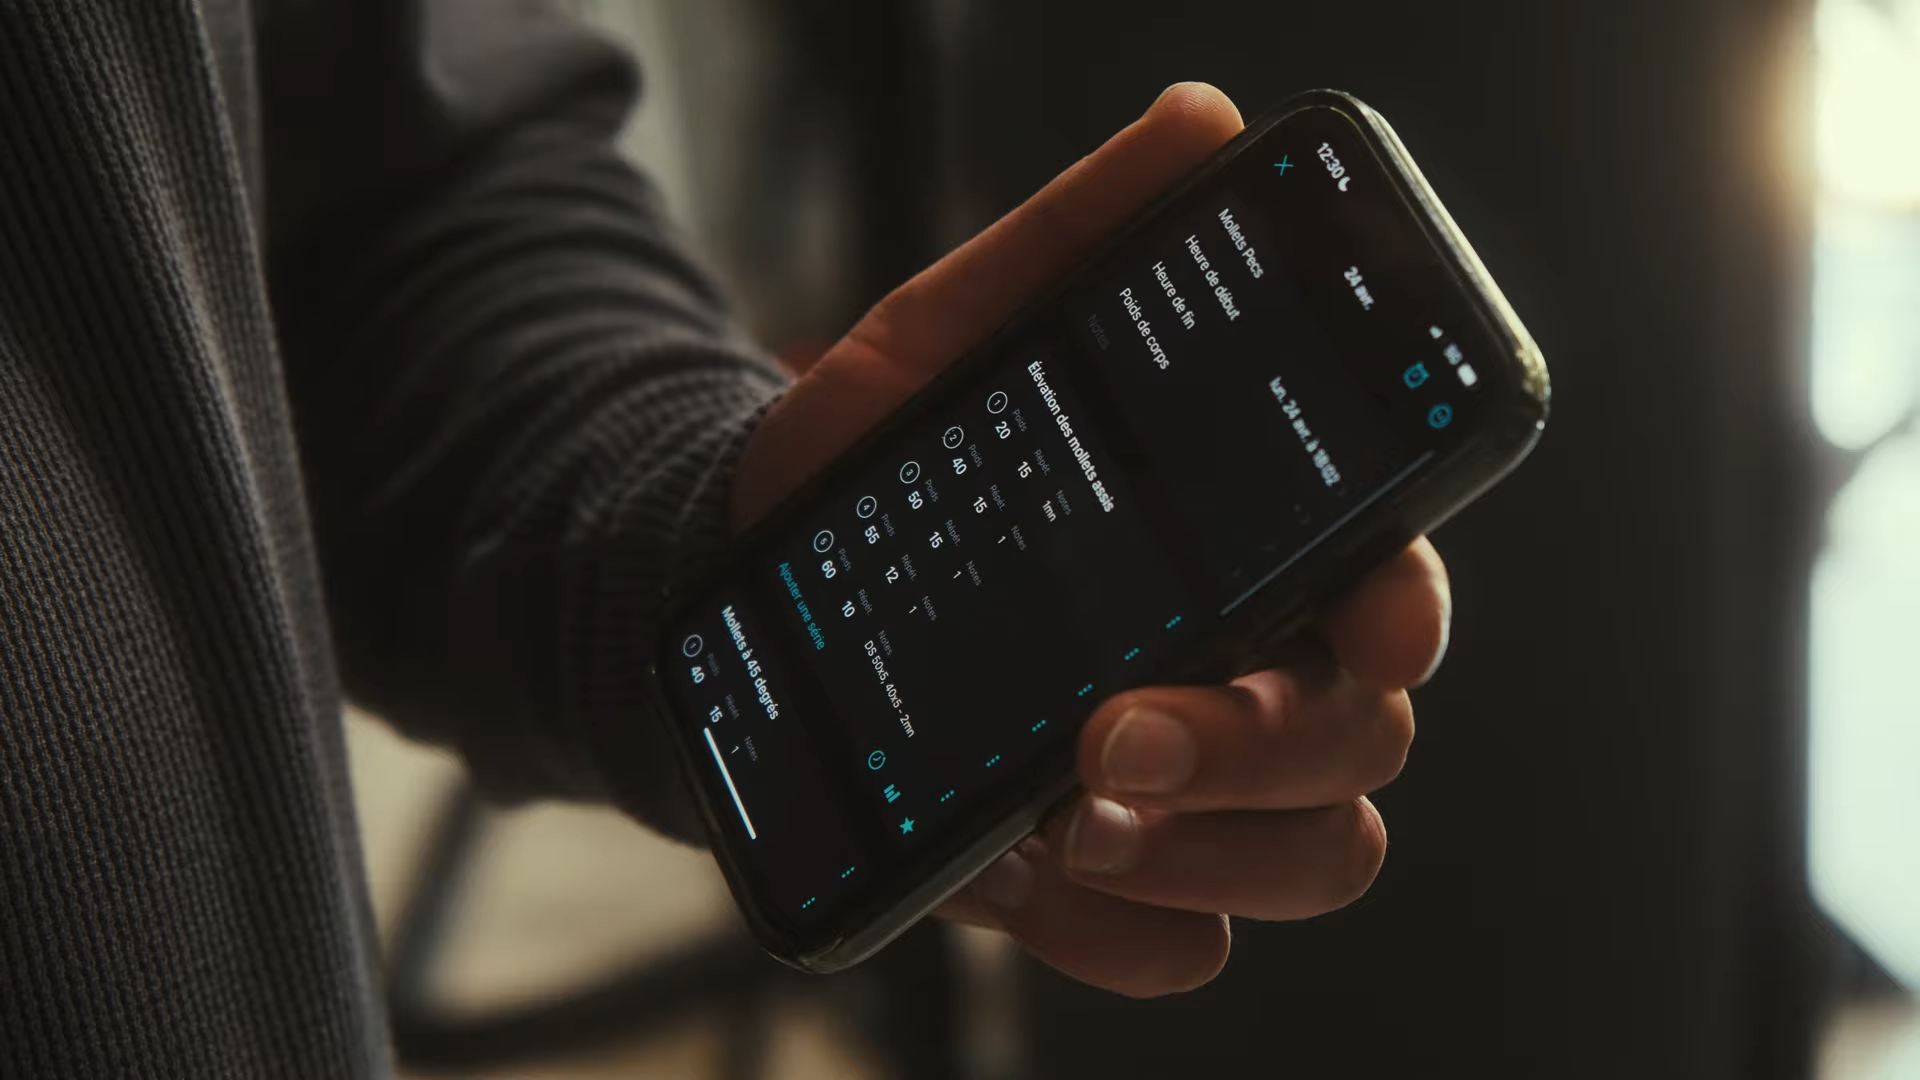 12:30
24 avr.
Mollets Pecs
Heure de début
lun. 24 avr. à 18:02
Heure de fin
Poids de corps
Notes
Élévation des mollets assis
Poids Répét. Notes
1 20 15 1mn
Poids Répét. Notes
2 40 15 1
Poids Répét. Notes
3 50 15 1
Poids Répét. Notes
4 55 12 1
Poids Répét. Notes
5 60 10 DS 50x5, 40x5 - 2mn
Ajouter une série
Mollets à 45 degrés
Poids Répét. Notes
1 40 15 1